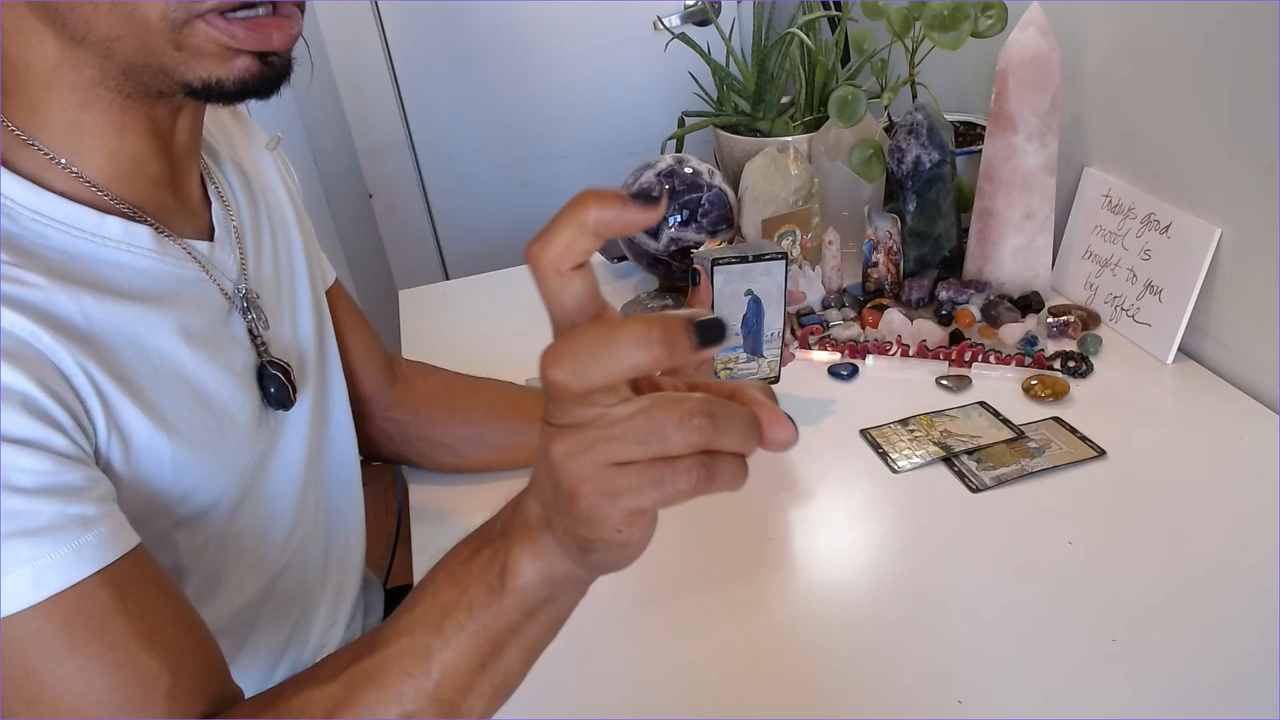 today's good
mood is
brought to you
by coffee
Conversations